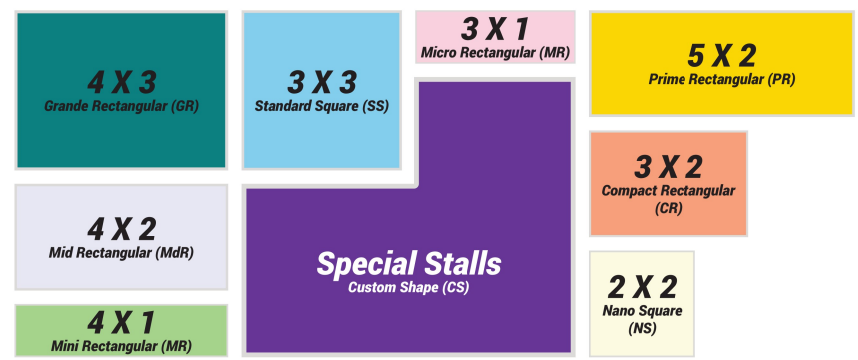 4 X 3
Grande Rectangular (GR)
3 X 3
Standard Square (SS)
3 X 1
Micro Rectangular (MR)
5 X 2
Prime Rectangular (PR)
3 X 2
Compact Rectangular
(CR)
4 X 2
Mid Rectangular (MdR)
Special Stalls
Custom Shape (CS)
2 X 2
Nano Square
(NS)
4 X 1
Mini Rectangular (MR)